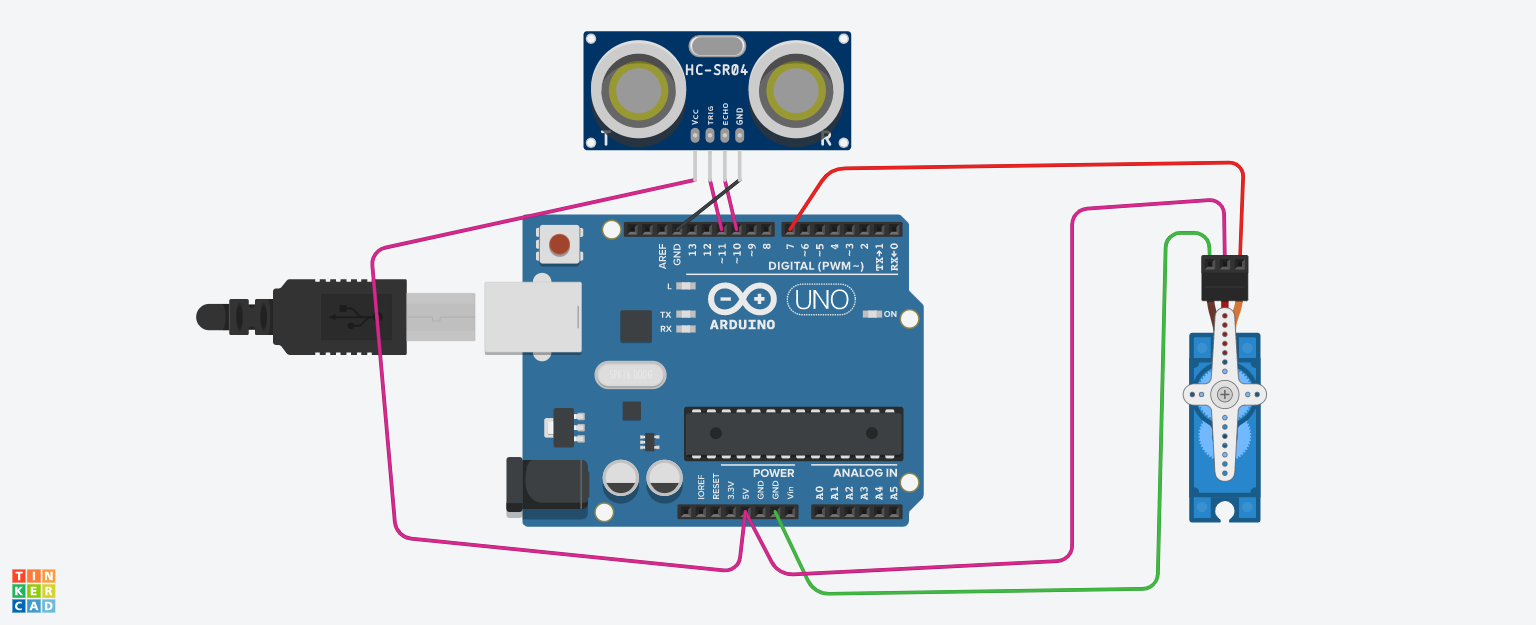 HC-SR04
VCC
TRIG
ECHO
GND
T
R
AREF
GND
13
12
~11
~10
~9
8
7
~6
~5
4
~3
2
TX→1
RX←0
DIGITAL (PWM~)
L
TX
RX
ARDUINO
UNO
ON
IOREF
RESET
3.3V
5V
GND
GND
Vin
POWER
ANALOG IN
A0
A1
A2
A3
A4
A5
TIN
KER
CAD